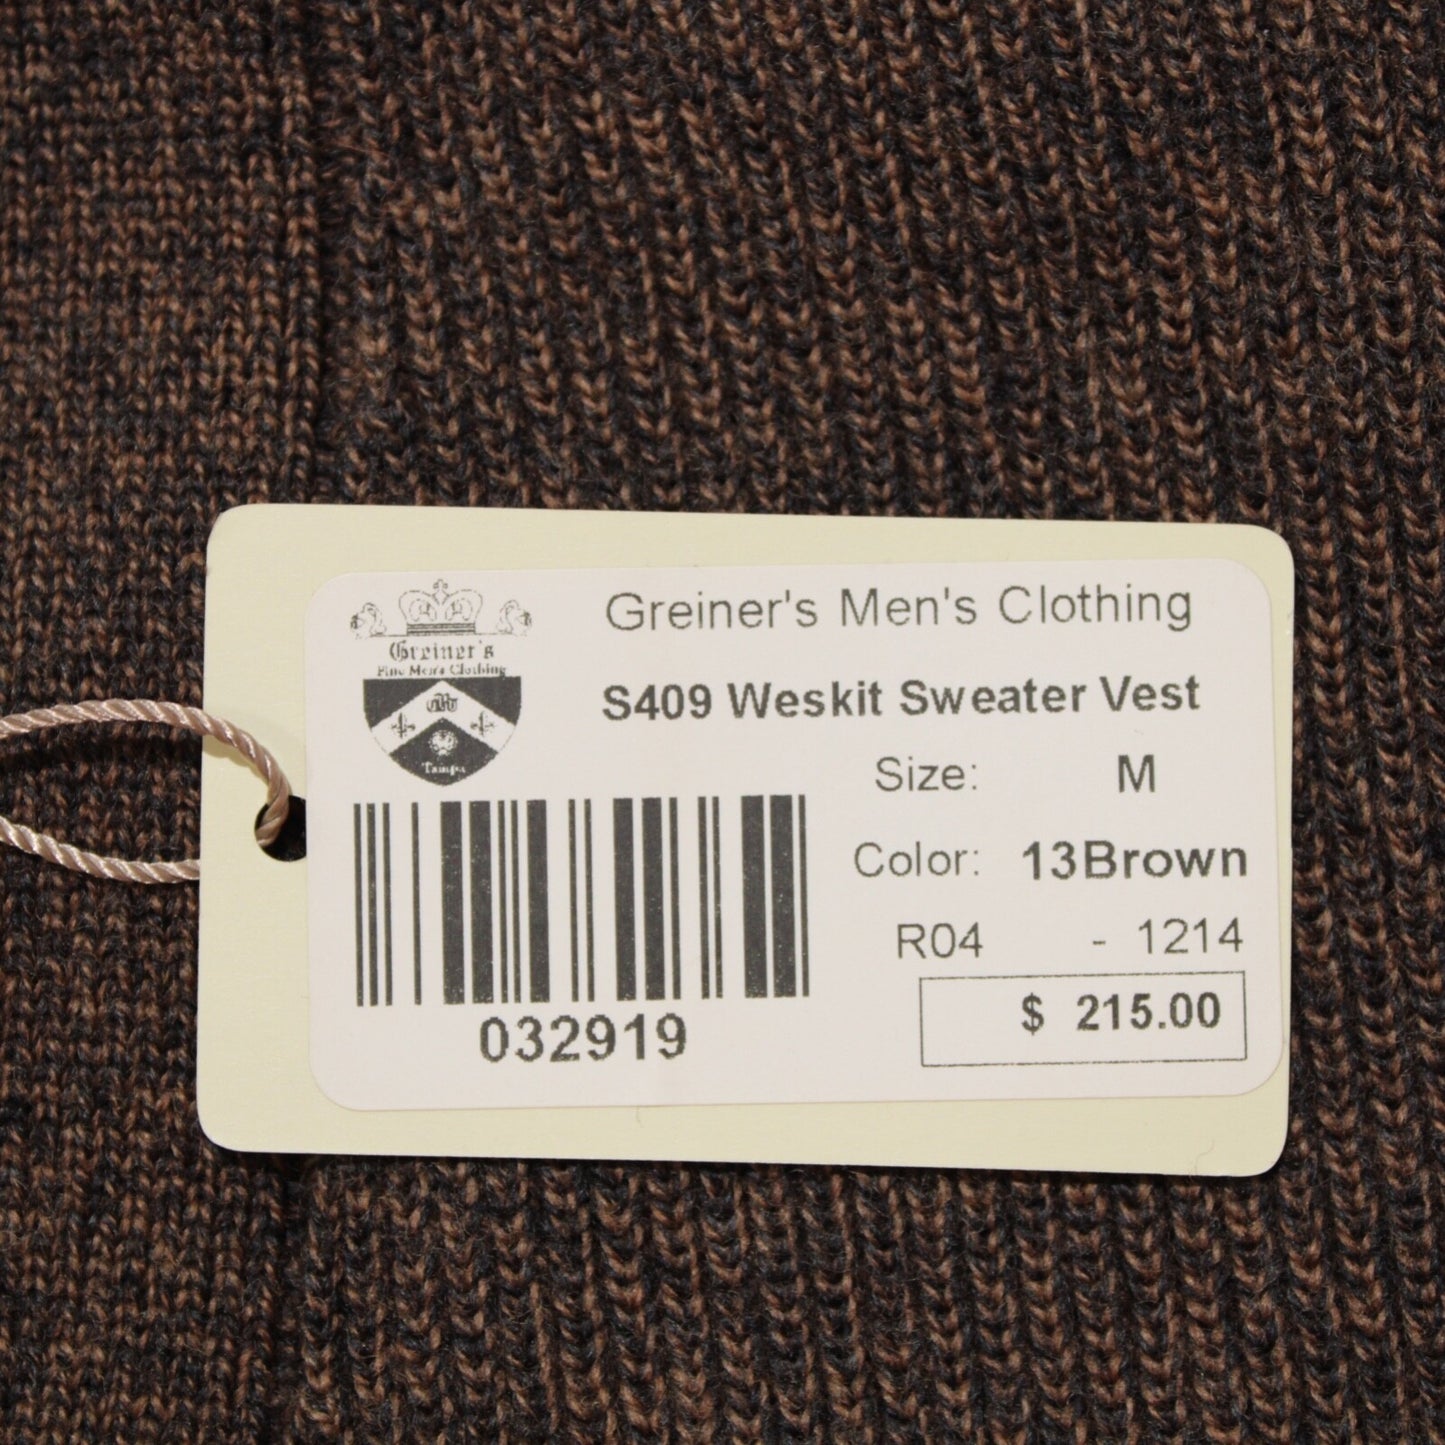 Greiner's
Fine Men's Clothing
Tampa
Greiner's Men's Clothing
S409 Weskit Sweater Vest
Size: M
Color: 13Brown
R04 - 1214
$ 215.00
032919